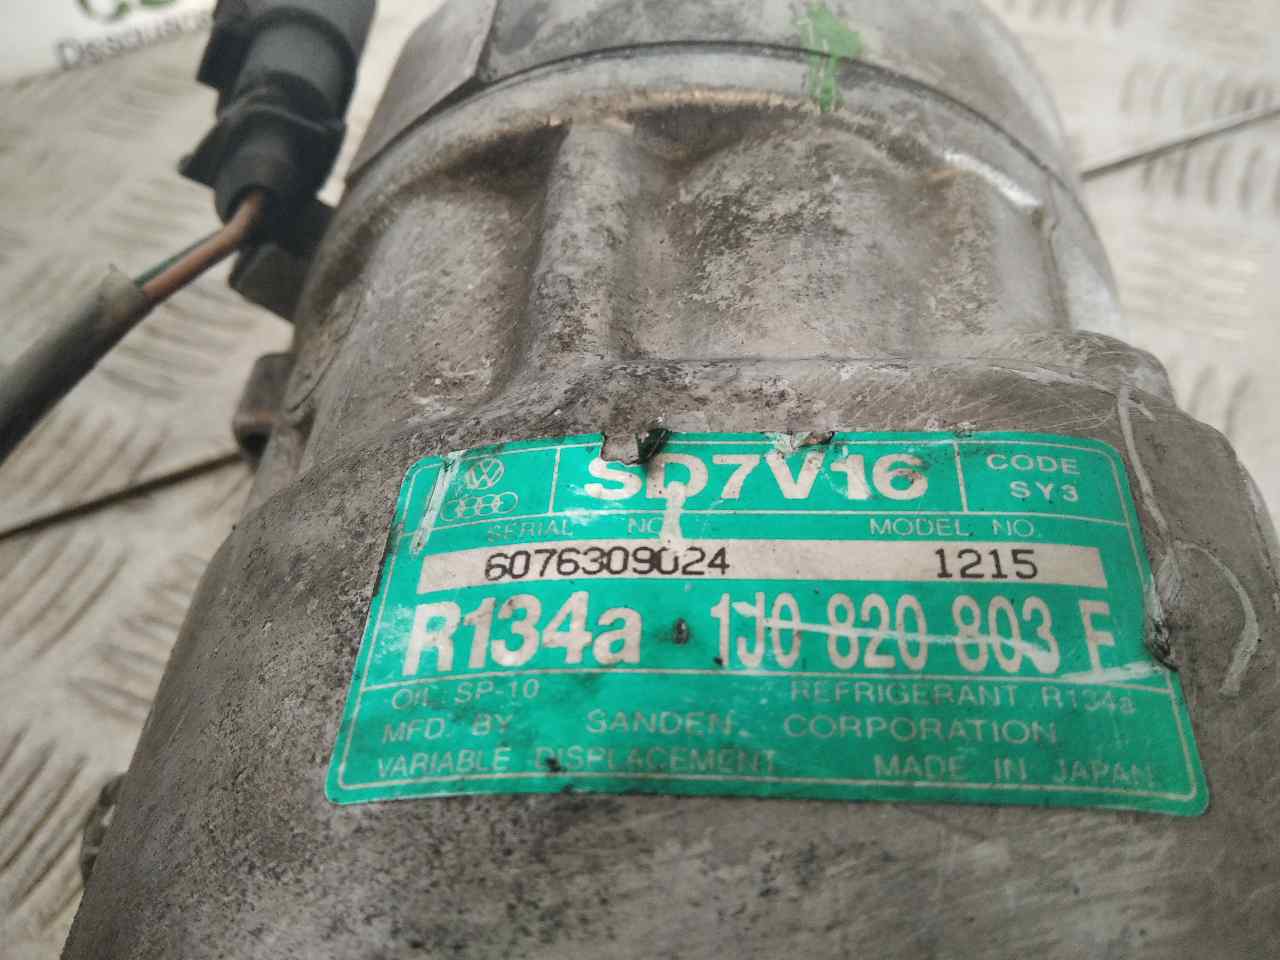 SD7V16
CODE
SY3
SERIAL NO. MODEL NO.
6076309024 1215
R134a 1J0 820 803 F
OIL SP-10 REFRIGERANT R134a
MFD. BY SANDEN CORPORATION
VARIABLE DISPLACEMENT MADE IN JAPAN